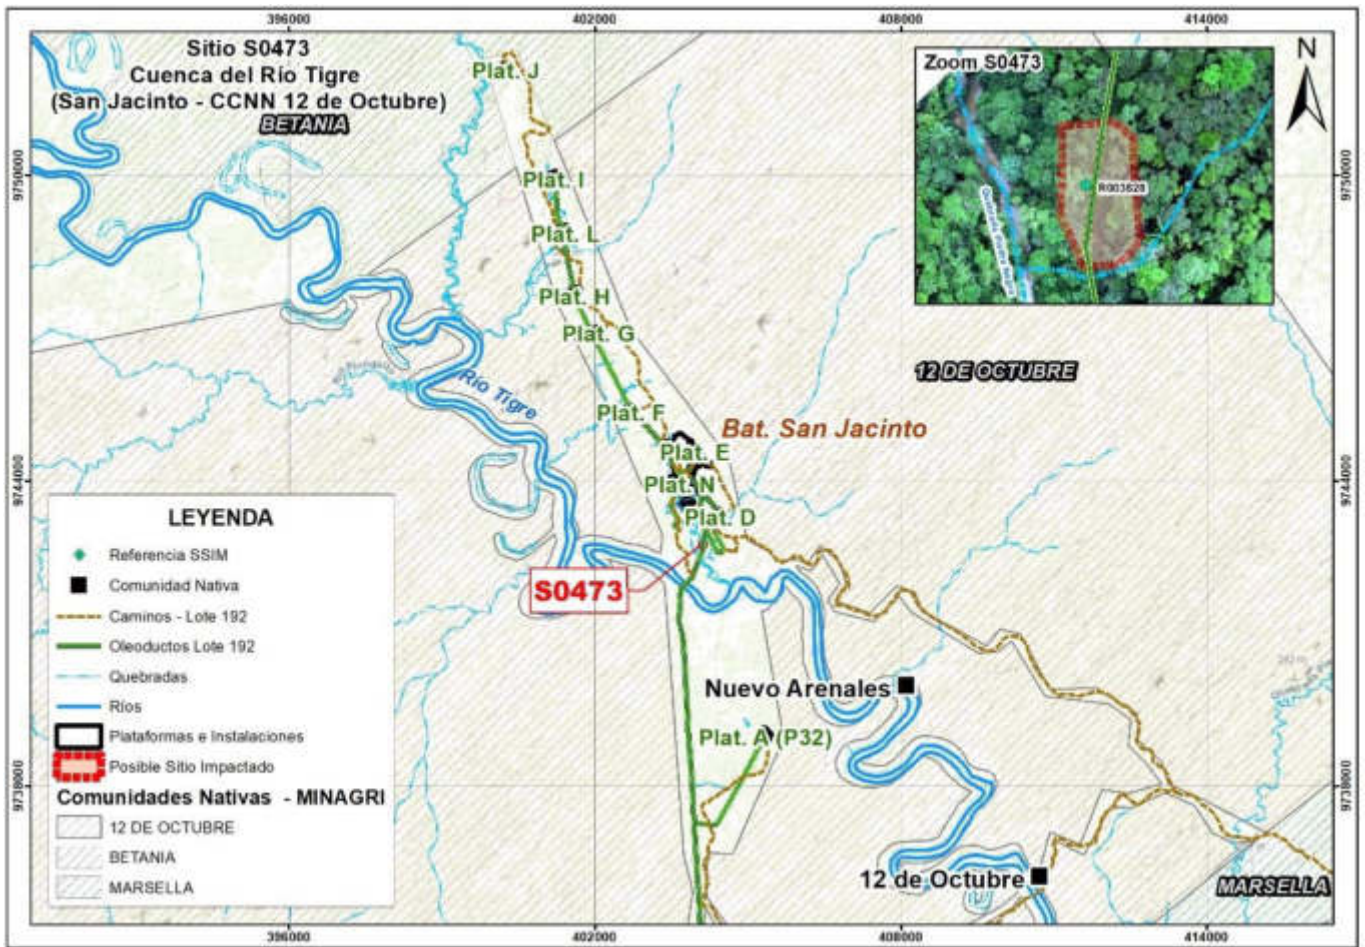 396000
402000
408000
414000
Sitio S0473
Cuenca del Río Tigre
(San Jacinto - CCNN 12 de Octubre)
BETANIA
Plat. J
Zoom S0473
R003628
N
9750000
9750000
Plat. I
Plat. L
Plat. H
Plat. G
Río Tigre
12 DE OCTUBRE
Plat. F
Bat. San Jacinto
Plat. E
Plat. N
Plat. D
9744000
9744000
S0473
LEYENDA
Referencia SSIM
Comunidad Nativa
Caminos - Lote 192
Oleoductos Lote 192
Quebradas
Ríos
Plataformas e Instalaciones
Posible Sitio Impactado
Comunidades Nativas - MINAGRI
12 DE OCTUBRE
BETANIA
MARSELLA
Nuevo Arenales
Plat. A (P32)
9738000
9738000
12 de Octubre
MARSELLA
396000
402000
408000
414000